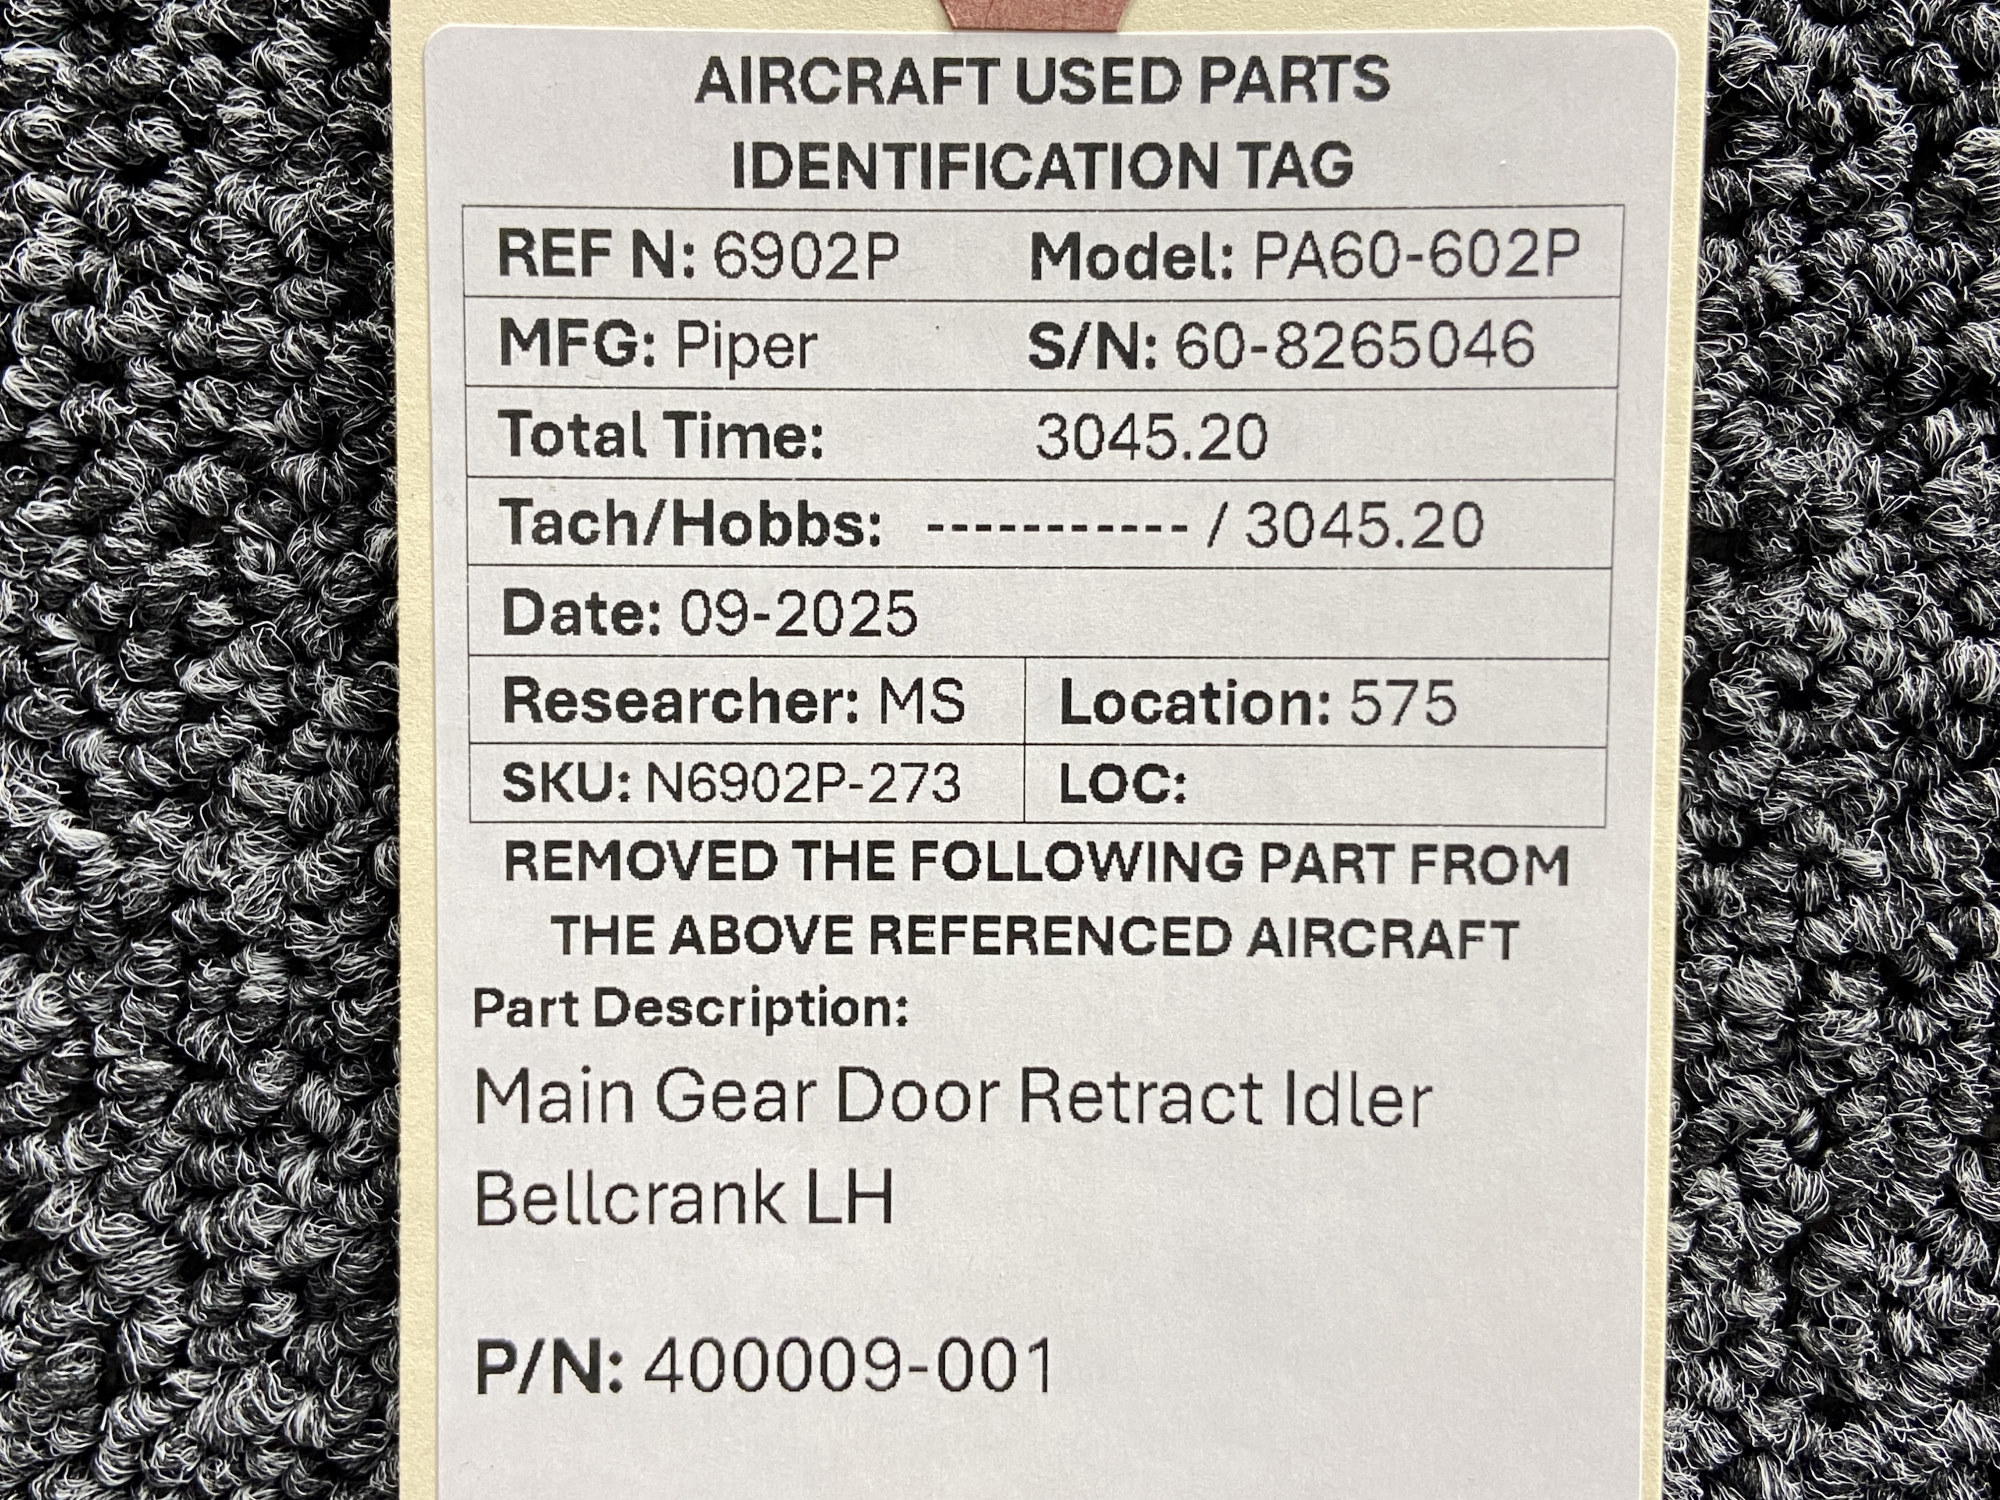 AIRCRAFT USED PARTS
IDENTIFICATION TAG
REF N: 6902P Model: PA60-602P
MFG: Piper S/N: 60-8265046
Total Time: 3045.20
Tach/Hobbs: ----------- / 3045.20
Date: 09-2025
Researcher: MS Location: 575
SKU: N6902P-273 LOC:
REMOVED THE FOLLOWING PART FROM
THE ABOVE REFERENCED AIRCRAFT
Part Description:
Main Gear Door Retract Idler
Bellcrank LH
P/N: 400009-001